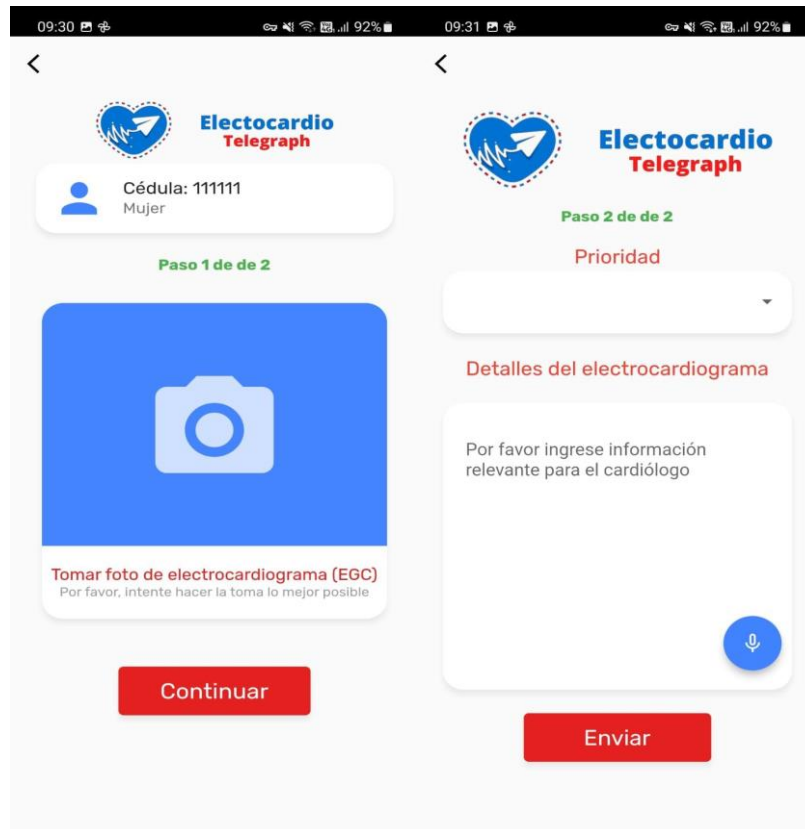 09:30
92%
Electocardio
Telegraph
Cédula: 111111
Mujer
Paso 1 de de 2
Tomar foto de electrocardiograma (EGC)
Por favor, intente hacer la toma lo mejor posible
Continuar
09:31
92%
Electocardio
Telegraph
Paso 2 de de 2
Prioridad
Detalles del electrocardiograma
Por favor ingrese información
relevante para el cardiólogo
Enviar